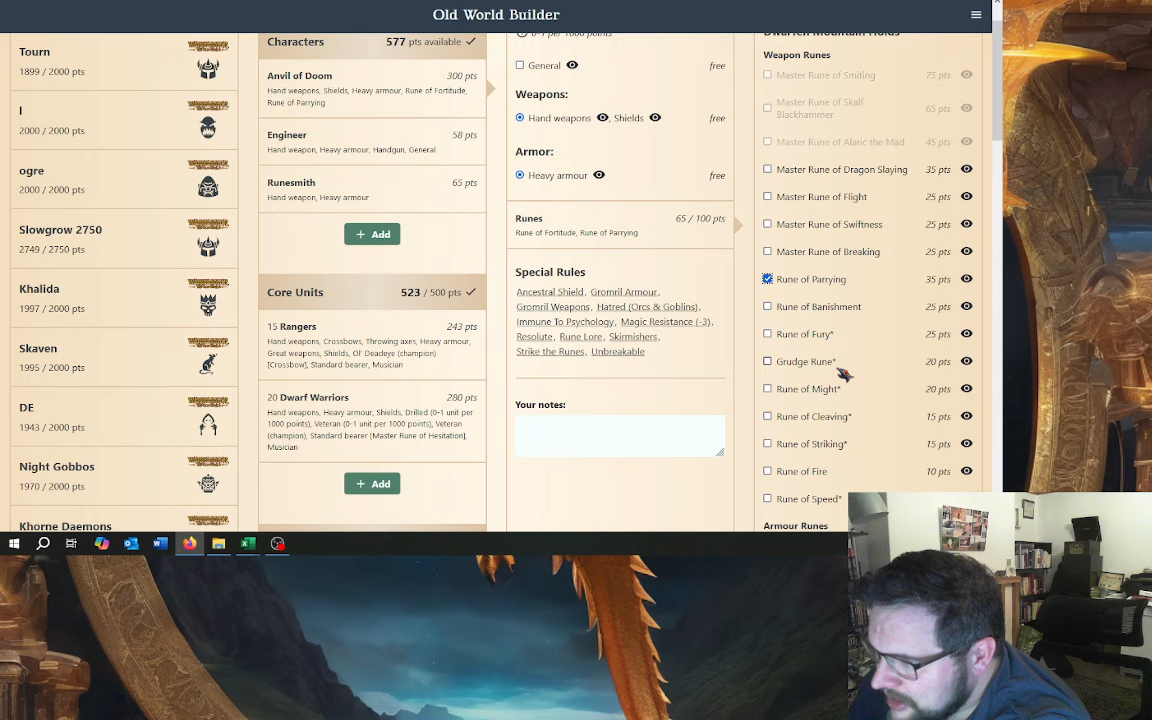 Old World Builder
Tourn
1899 / 2000 pts
I
2000 / 2000 pts
ogre
2000 / 2000 pts
Slowgrow 2750
2749 / 2750 pts
Khalida
1997 / 2000 pts
Skaven
1995 / 2000 pts
DE
1943 / 2000 pts
Night Gobbos
1970 / 2000 pts
Khorne Daemons
Characters
577 pts available
Anvil of Doom
300 pts
Hand weapons, Shields, Heavy armour, Rune of Fortitude,
Rune of Parrying
Engineer
58 pts
Hand weapon, Heavy armour, Handgun, General
Runesmith
65 pts
Hand weapon, Heavy armour
+ Add
Core Units
523 / 500 pts
15 Rangers
243 pts
Hand weapons, Crossbows, Throwing axes, Heavy armour,
Great weapons, Shields, Ol' Deadeye (champion)
[Crossbow], Standard bearer, Musician
20 Dwarf Warriors
280 pts
Hand weapons, Heavy armour, Shields, Drilled (0-1 unit per
1000 points), Veteran (0-1 unit per 1000 points), Veteran
(champion), Standard bearer [Master Rune of Hesitation],
Musician
+ Add
0-1 per 1000 points
General
free
Weapons:
Hand weapons , Shields
free
Armor:
Heavy armour
free
Runes
65 / 100 pts
Rune of Fortitude, Rune of Parrying
Special Rules
Ancestral Shield, Gromril Armour,
Gromril Weapons, Hatred (Orcs & Goblins),
Immune To Psychology, Magic Resistance (-3),
Resolute, Rune Lore, Skirmishers,
Strike the Runes, Unbreakable
Your notes:
Dwarfen Mountain Holds
Weapon Runes
Master Rune of Smiting
75 pts
Master Rune of Skalf
Blackhammer
65 pts
Master Rune of Alaric the Mad
45 pts
Master Rune of Dragon Slaying
35 pts
Master Rune of Flight
25 pts
Master Rune of Swiftness
25 pts
Master Rune of Breaking
25 pts
Rune of Parrying
35 pts
Rune of Banishment
25 pts
Rune of Fury*
25 pts
Grudge Rune*
20 pts
Rune of Might*
20 pts
Rune of Cleaving*
15 pts
Rune of Striking*
15 pts
Rune of Fire
10 pts
Rune of Speed*
Armour Runes